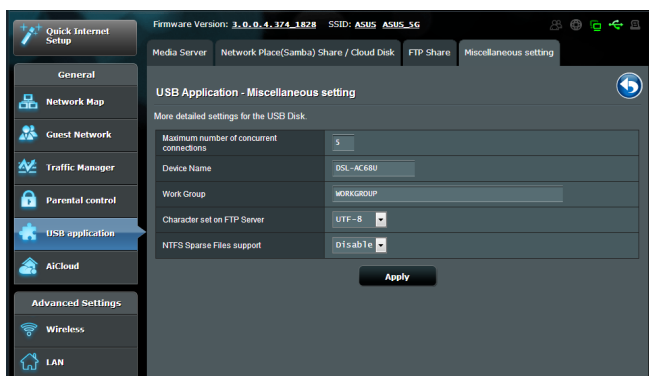 Quick Internet
Setup
Firmware Version: 3.0.0.4.374_1828 SSID: ASUS ASUS_5G
Media Server
Network Place(Samba) Share / Cloud Disk
FTP Share
Miscellaneous setting
General
Network Map
Guest Network
Traffic Manager
Parental control
USB application
AiCloud
Advanced Settings
Wireless
LAN
USB Application - Miscellaneous setting
More detailed settings for the USB Disk.
Maximum number of concurrent
connections
5
Device Name
DSL-AC68U
Work Group
WORKGROUP
Character set on FTP Server
UTF-8
NTFS Sparse Files support
Disable
Apply